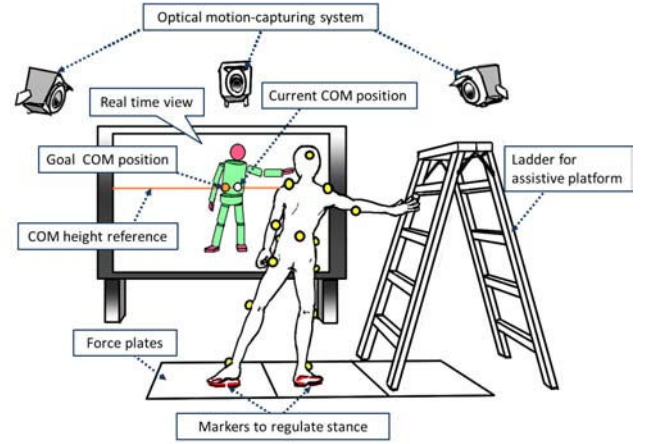 Optical motion-capturing system
Real time view
Current COM position
Goal COM position
Ladder for
assistive platform
COM height reference
Force plates
Markers to regulate stance